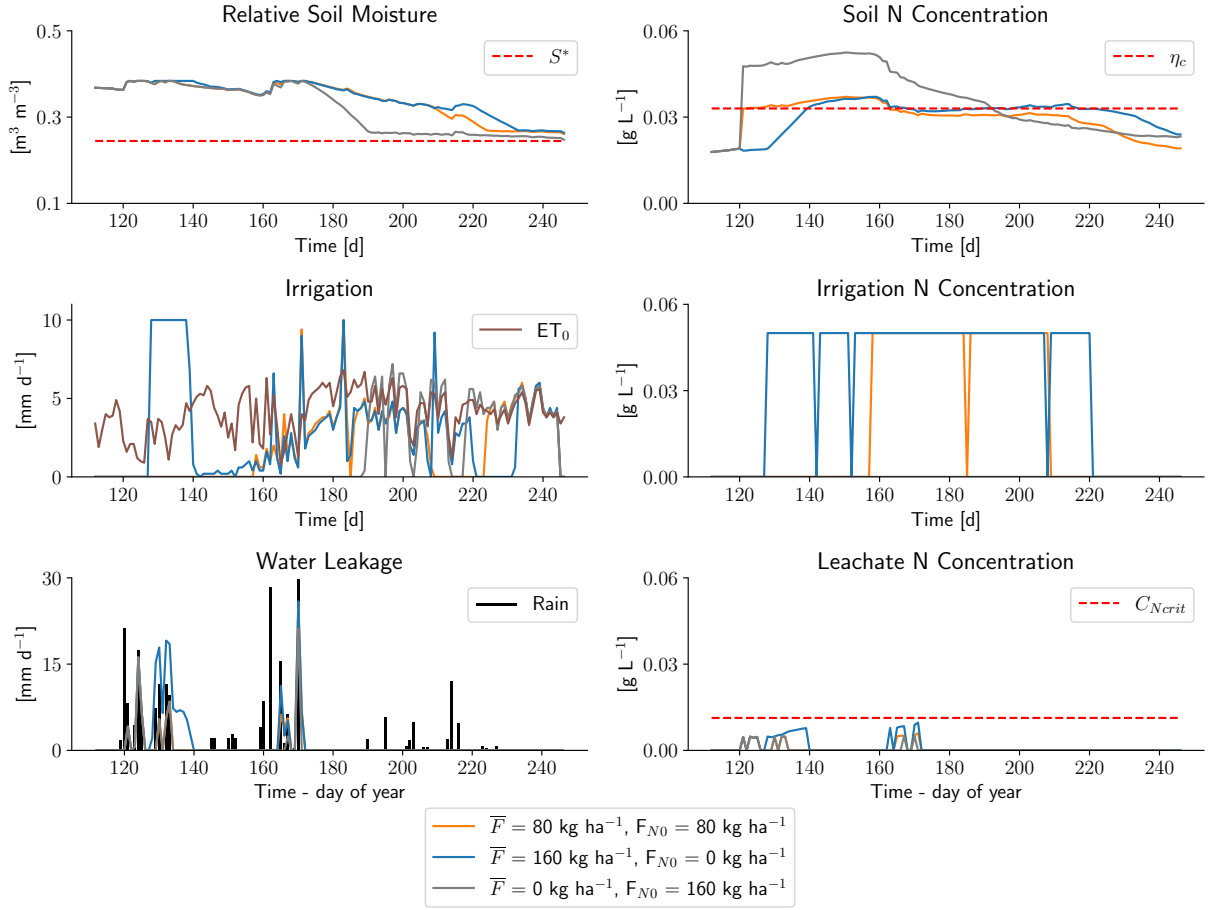 Relative Soil Moisture
0.5
0.3
0.1
[m³ m⁻³]
S*
120 140 160 180 200 220 240
Time [d]
Soil N Concentration
0.06
0.03
0.00
[g L⁻¹]
η_c
120 140 160 180 200 220 240
Time [d]
Irrigation
10
5
0
[mm d⁻¹]
ET₀
120 140 160 180 200 220 240
Time [d]
Irrigation N Concentration
0.06
0.03
0.00
[g L⁻¹]
120 140 160 180 200 220 240
Time [d]
Water Leakage
30
15
0
[mm d⁻¹]
Rain
120 140 160 180 200 220 240
Time - day of year
Leachate N Concentration
0.06
0.03
0.00
[g L⁻¹]
C_Ncrit
120 140 160 180 200 220 240
Time - day of year
F̅ = 80 kg ha⁻¹, F_N0 = 80 kg ha⁻¹
F̅ = 160 kg ha⁻¹, F_N0 = 0 kg ha⁻¹
F̅ = 0 kg ha⁻¹, F_N0 = 160 kg ha⁻¹